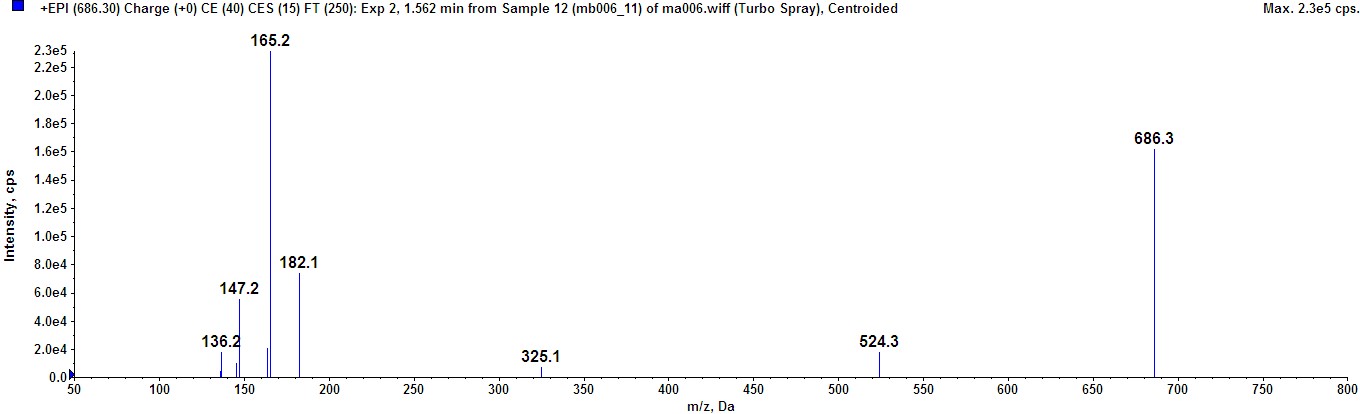 +EPI (686.30) Charge (+0) CE (40) CES (15) FT (250): Exp 2, 1.562 min from Sample 12 (mb006_11) of ma006.wiff (Turbo Spray), Centroided Max. 2.3e5 cps.
165.2
2.3e5
2.2e5
2.0e5
1.8e5
686.3
1.6e5
1.4e5
1.2e5
Intensity, cps
1.0e5
182.1
8.0e4
147.2
6.0e4
4.0e4
136.2
524.3
325.1
2.0e4
0.0
50 100 150 200 250 300 350 400 450 500 550 600 650 700 750 800
m/z, Da